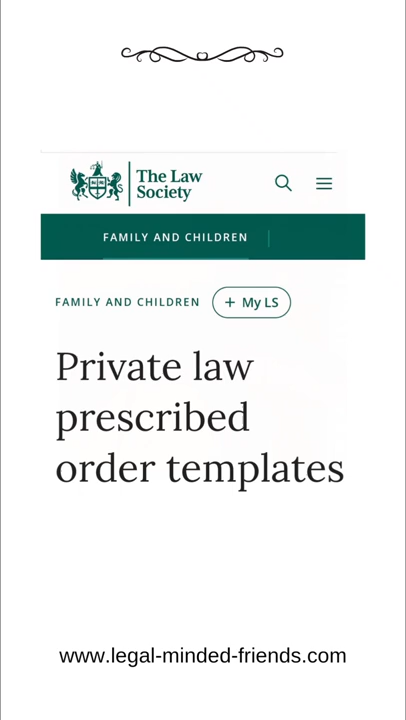 The Law
Society
FAMILY AND CHILDREN
FAMILY AND CHILDREN
+ My LS
Private law
prescribed
order templates
www.legal-minded-friends.com